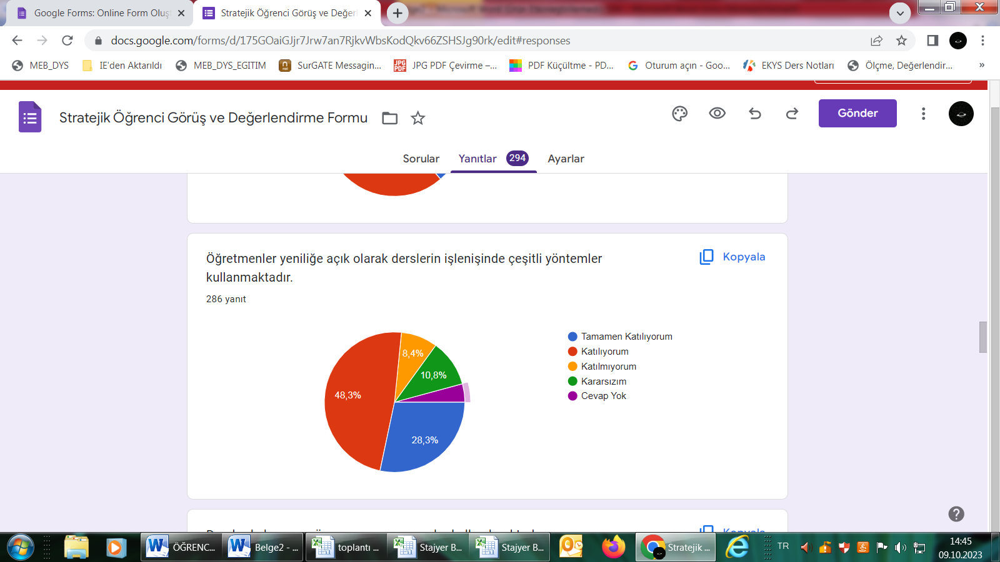 Google Forms: Online Form Oluşt
Stratejik Öğrenci Görüş ve Değerl
docs.google.com/forms/d/175GOaiGJjr7Jrw7an7RjkvWbsKodQkv66ZSHSJg90rk/edit#responses
MEB_DYS
IE'den Aktarıldı
MEB_DYS_EGITIM
SurGATE Messagin...
JPG PDF Çevirme –...
PDF Küçültme - PD...
Oturum açın - Goo...
EKYS Ders Notları
Ölçme, Değerlendir...
»
Stratejik Öğrenci Görüş ve Değerlendirme Formu
Gönder
Sorular
Yanıtlar 294
Ayarlar
Öğretmenler yeniliğe açık olarak derslerin işlenişinde çeşitli yöntemler
kullanmaktadır.
Kopyala
286 yanıt
8,4%
10,8%
48,3%
28,3%
Tamamen Katılıyorum
Katılıyorum
Katılmıyorum
Kararsızım
Cevap Yok
Kopyala
ÖĞRENC...
Belge2 - ...
toplantı ...
Stajyer B...
Stajyer B...
Stratejik ...
TR
14:45
09.10.2023